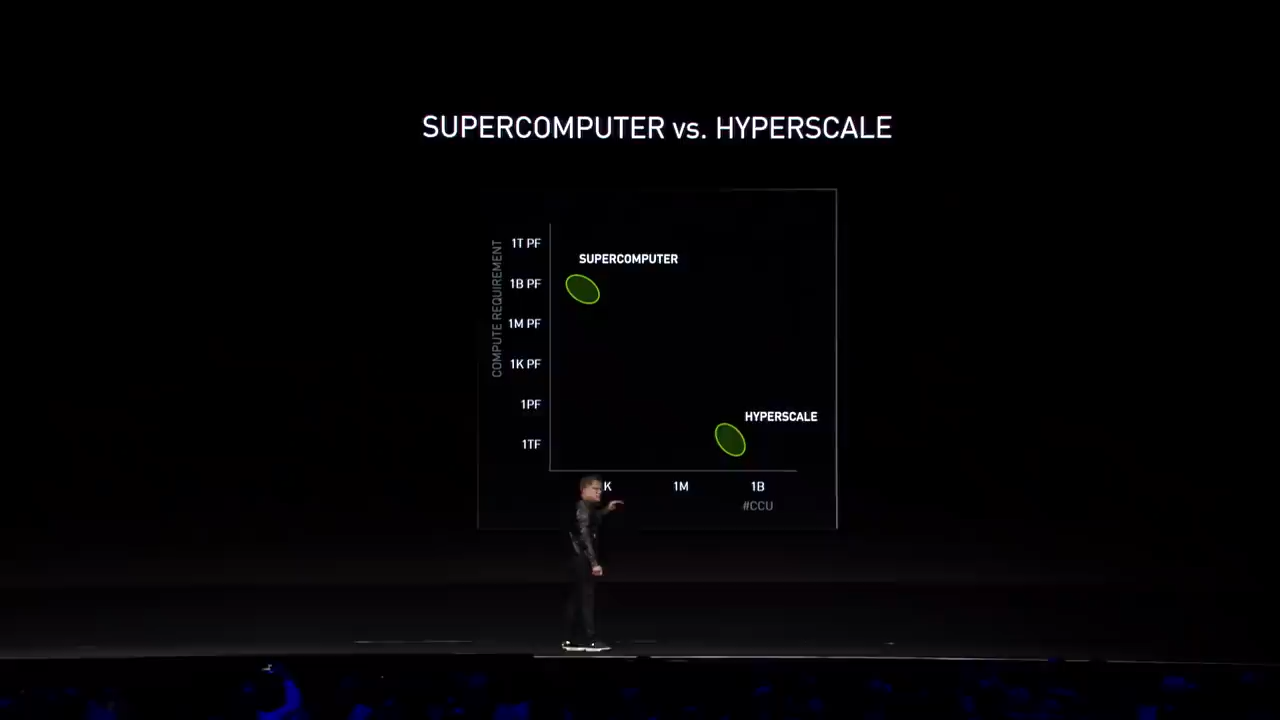 SUPERCOMPUTER vs. HYPERSCALE
COMPUTE REQUIREMENT
1T PF
SUPERCOMPUTER
1B PF
1M PF
1K PF
1PF
HYPERSCALE
1TF
K
1M
1B
#CCU